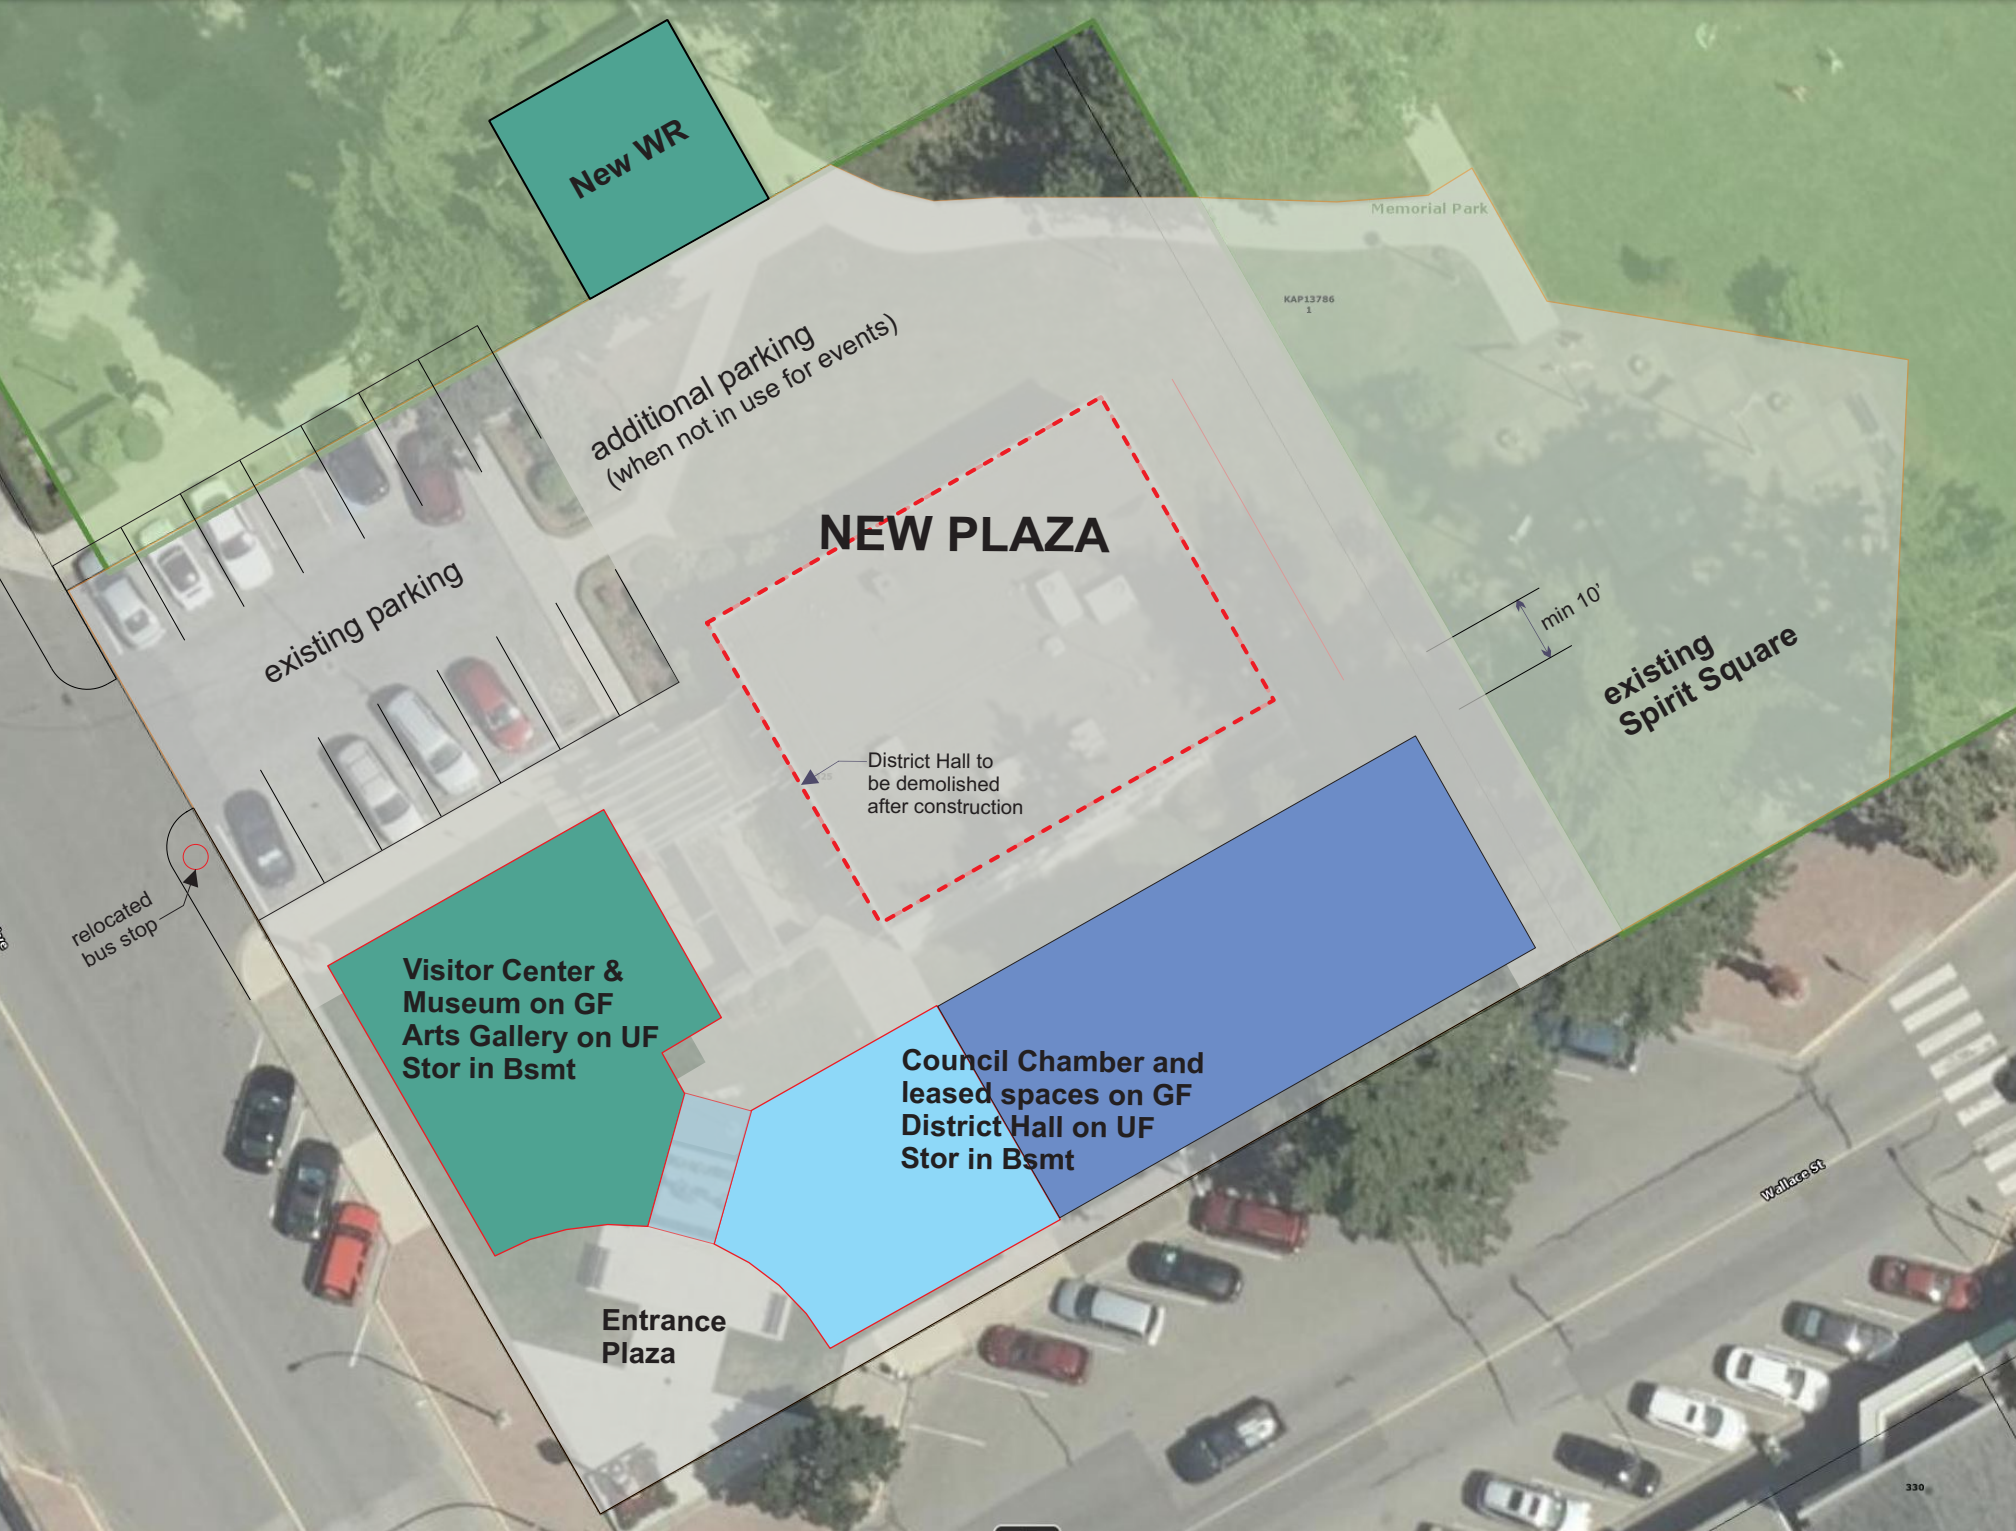 New WR
Memorial Park
KAP13786
1
additional parking
(when not in use for events)
NEW PLAZA
existing parking
min 10'
existing
Spirit Square
District Hall to
be demolished
after construction
relocated
bus stop
Visitor Center &
Museum on GF
Arts Gallery on UF
Stor in Bsmt
Council Chamber and
leased spaces on GF
District Hall on UF
Stor in Bsmt
Wallace St
Entrance
Plaza
330